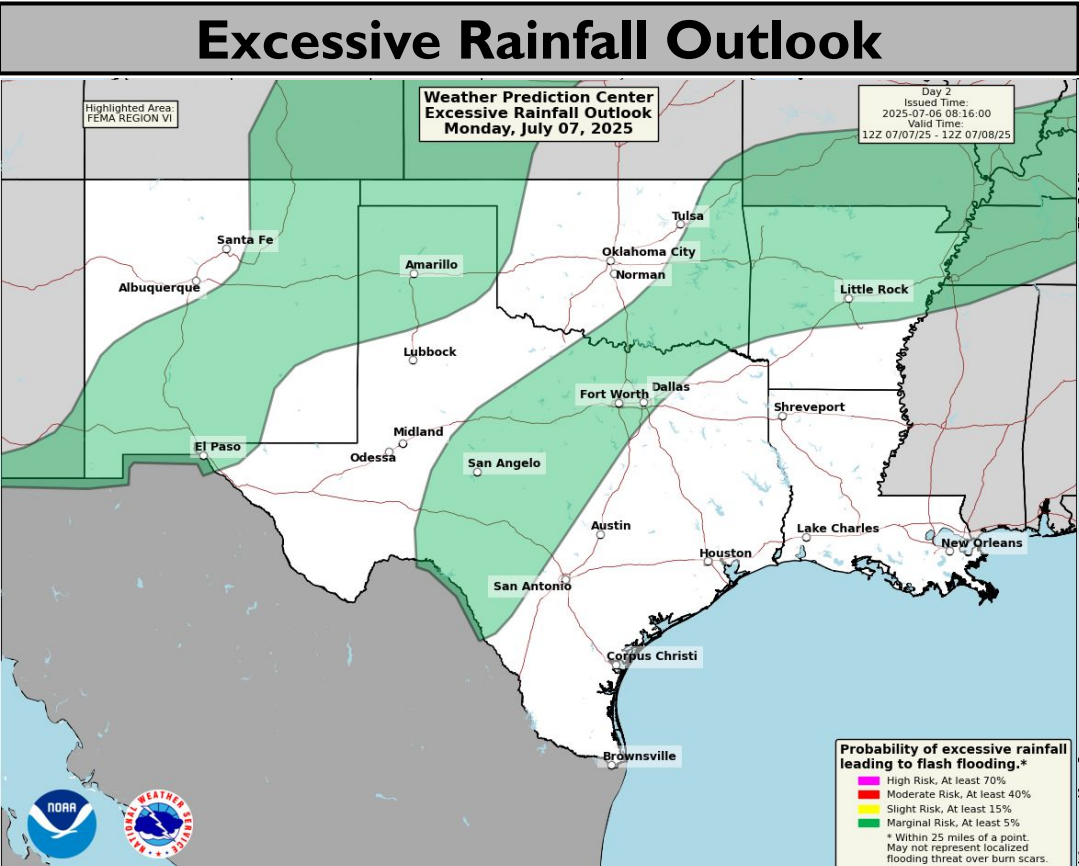 Excessive Rainfall Outlook
Highlighted Area:
FEMA REGION VI
Weather Prediction Center
Excessive Rainfall Outlook
Monday, July 07, 2025
Day 2
Issued Time:
2025-07-06 08:16:00
Valid Time:
12Z 07/07/25 - 12Z 07/08/25
Tulsa
Santa Fe
Oklahoma City
Amarillo
Norman
Albuquerque
Little Rock
Lubbock
Dallas
Fort Worth
Shreveport
Midland
El Paso
Odessa
San Angelo
Austin
Lake Charles
New Orleans
Houston
San Antonio
Corpus Christi
Brownsville
Probability of excessive rainfall
leading to flash flooding.*
High Risk, At least 70%
Moderate Risk, At least 40%
Slight Risk, At least 15%
Marginal Risk, At least 5%
* Within 25 miles of a point.
May not represent localized
flooding threat over burn scars.
NOAA
NATIONAL WEATHER SERVICE